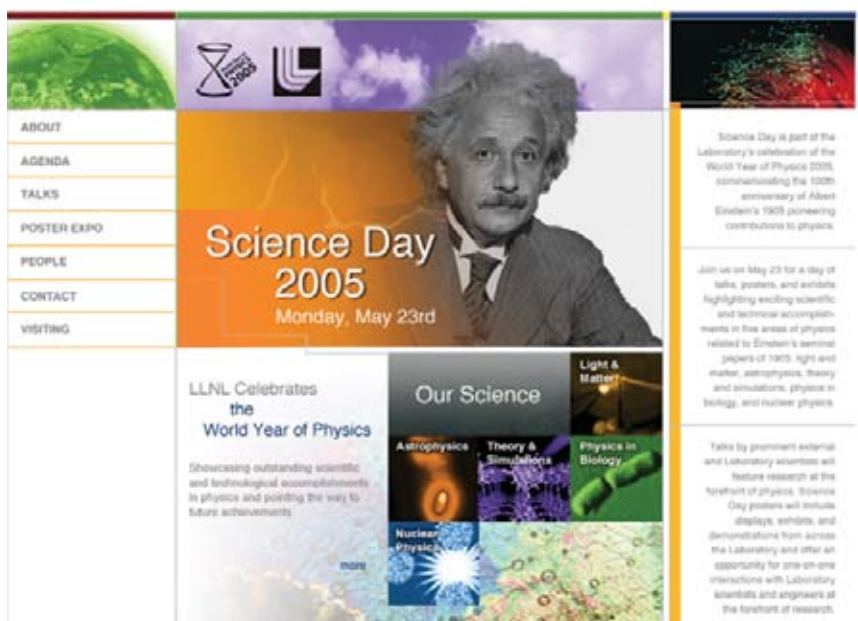 2005
ABOUT
AGENDA
TALKS
POSTER EXPO
PEOPLE
CONTACT
VISITING
Science Day
2005
Monday, May 23rd
LLNL Celebrates
the
World Year of Physics
Showcasing outstanding scientific
and technological accomplishments
in physics and pointing the way to
future achievements
more
Our Science
Light &
Matter
Astrophysics
Theory &
Simulations
Physics in
Biology
Nuclear
Physics
Science Day is part of the
Laboratory's celebration of the
World Year of Physics 2005,
commemorating the 100th
anniversary of Albert
Einstein's 1905 pioneering
contributions to physics.
Join us on May 23 for a day of
talks, posters, and exhibits
highlighting exciting scientific
and technical accomplish-
ments in five areas of physics
related to Einstein's seminal
papers of 1905: light and
matter, astrophysics, theory
and simulations, physics in
biology, and nuclear physics.
Talks by prominent external
and Laboratory scientists will
feature research at the
forefront of physics. Science
Day posters will include
displays, exhibits, and
demonstrations from across
the Laboratory and offer an
opportunity for one-on-one
interactions with Laboratory
scientists and engineers at
the forefront of research.